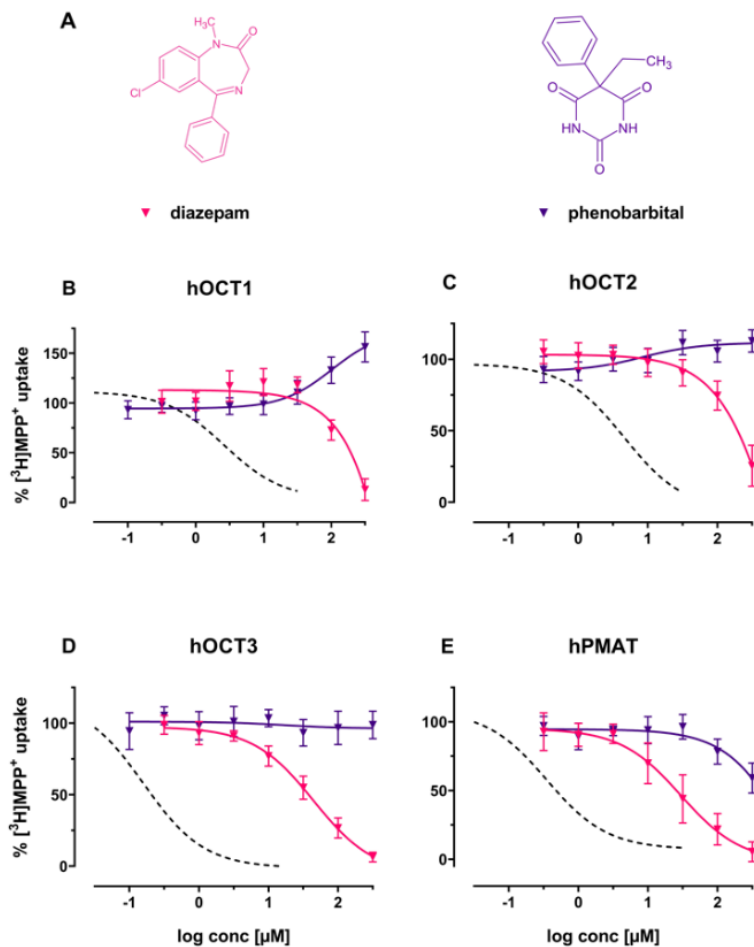 A
H₃C
N
O
Cl
N
CH₃
O
O
HN
NH
O
diazepam
phenobarbital
B
hOCT1
C
hOCT2
% [³H]MPP⁺ uptake
150
100
50
0
-1
0
1
2
100
50
0
-1
0
1
2
D
hOCT3
E
hPMAT
% [³H]MPP⁺ uptake
100
50
0
-1
0
1
2
log conc [µM]
100
50
0
-1
0
1
2
log conc [µM]